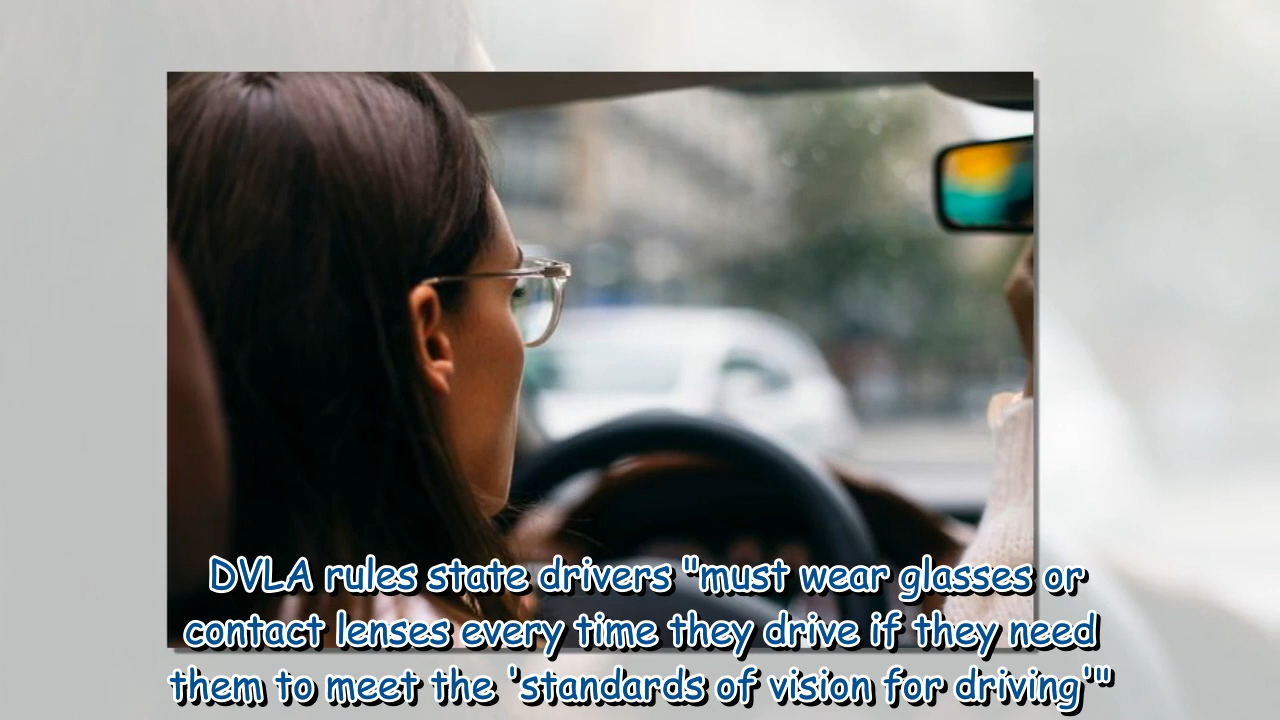 DVLA rules state drivers "must wear glasses or
contact lenses every time they drive if they need
them to meet the 'standards of vision for driving'"